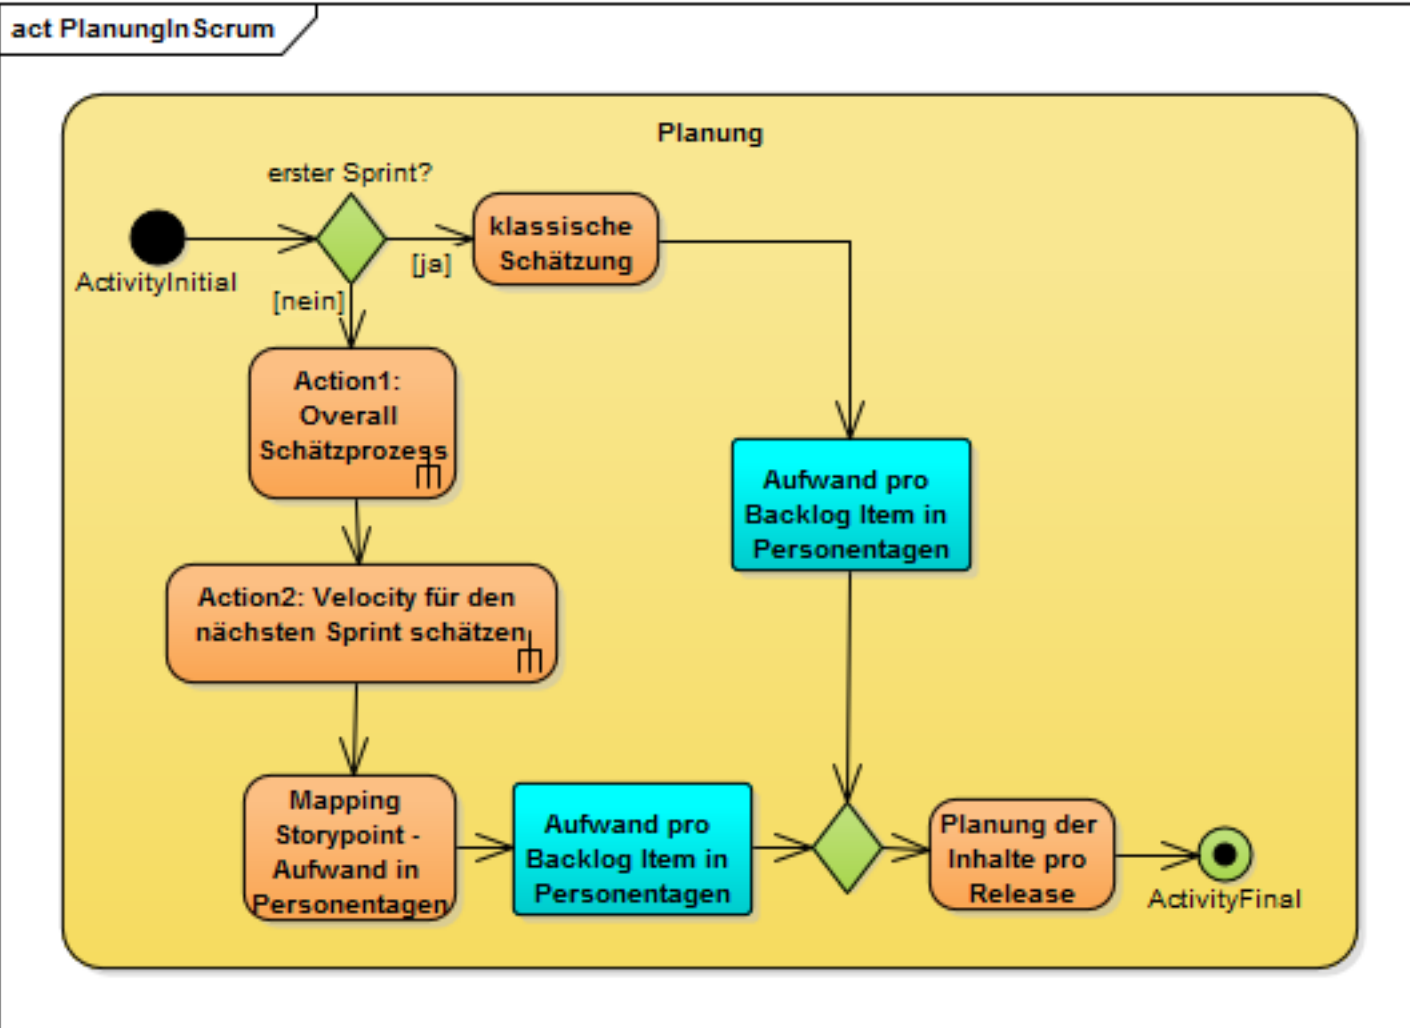 act PlanungInScrum
Planung
erster Sprint?
ActivityInitial
[ja]
[nein]
klassische
Schätzung
Action1:
Overall
Schätzprozess
Aufwand pro
Backlog Item in
Personentagen
Action2: Velocity für den
nächsten Sprint schätzen
Mapping
Storypoint -
Aufwand in
Personentagen
Aufwand pro
Backlog Item in
Personentagen
Planung der
Inhalte pro
Release
ActivityFinal